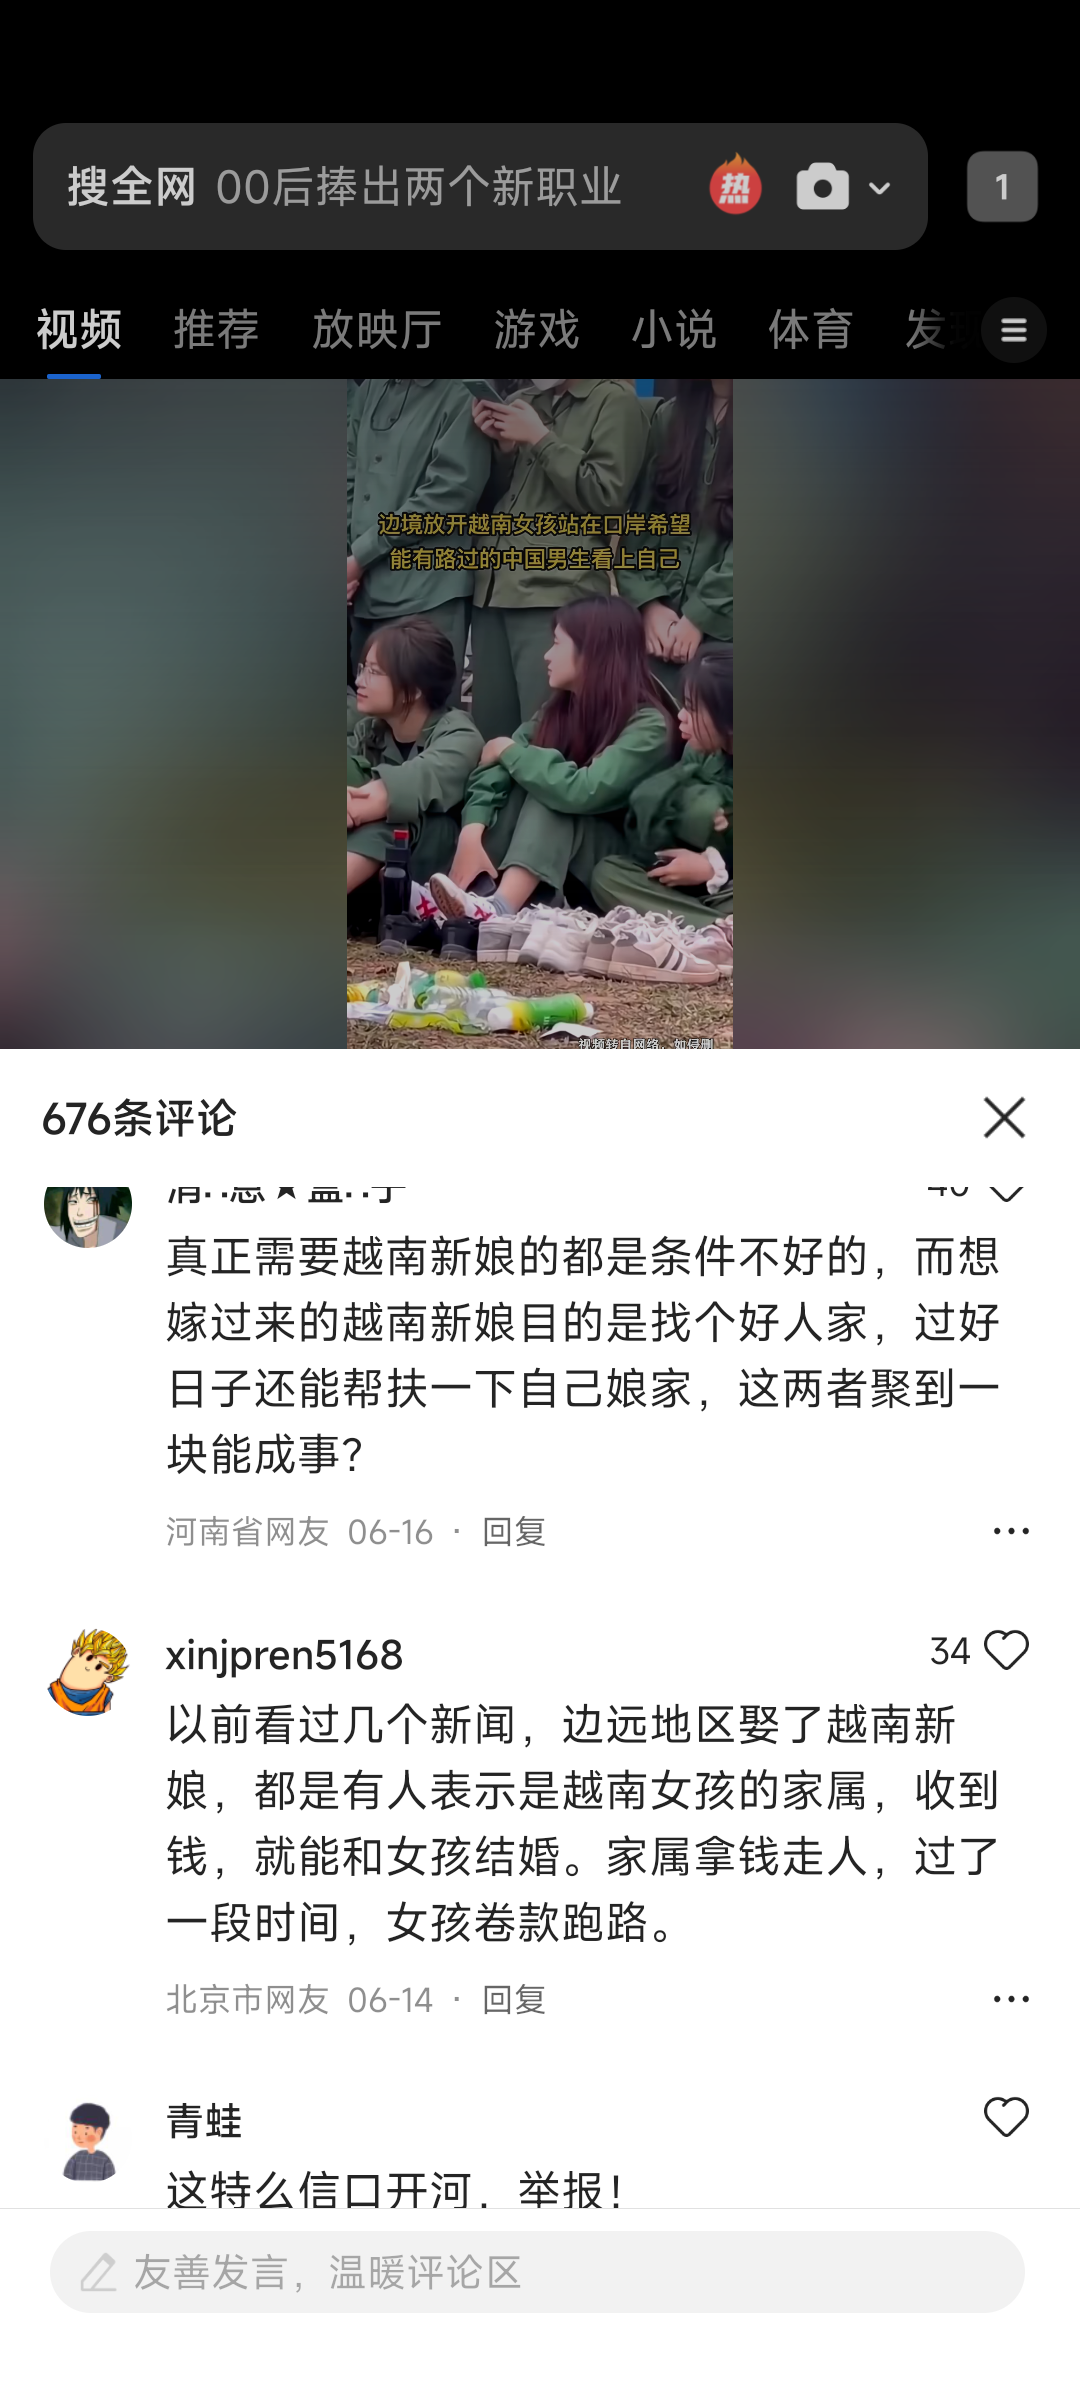 搜全网 00后捧出两个新职业 热 1
视频 推荐 放映厅 游戏 小说 体育 发现
边境放开越南女孩站在口岸希望
能有路过的中国男生看上自己
视频转自网络,如侵删
676条评论
真正需要越南新娘的都是条件不好的，而想
嫁过来的越南新娘目的是找个好人家，过好
日子还能帮扶一下自己娘家，这两者聚到一
块能成事？
河南省网友 06-16 · 回复
xinjpren5168 34
以前看过几个新闻，边远地区娶了越南新
娘，都是有人表示是越南女孩的家属，收到
钱，就能和女孩结婚。家属拿钱走人，过了
一段时间，女孩卷款跑路。
北京市网友 06-14 · 回复
青蛙
这特么信口开河，举报！
友善发言，温暖评论区